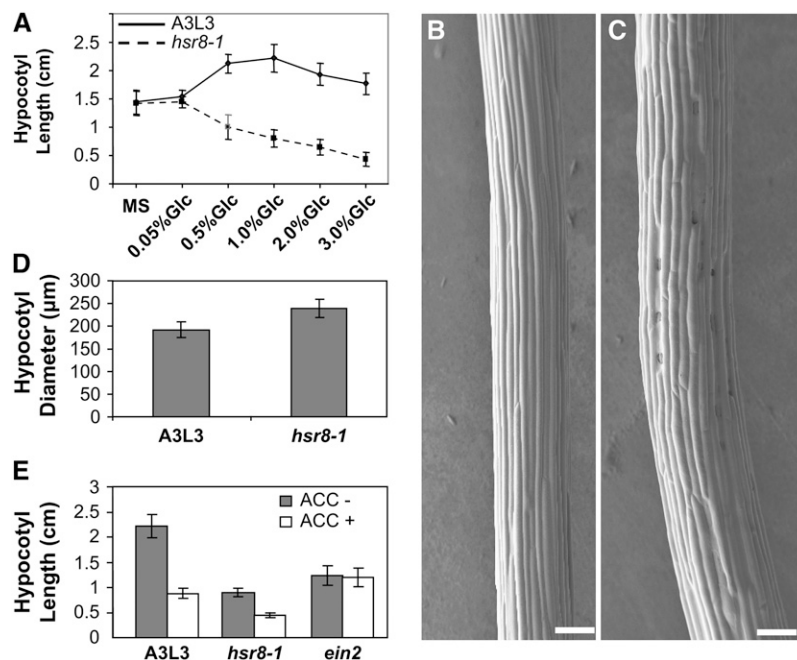 A
A3L3
hsr8-1
Hypocotyl
Length (cm)
2.5
2
1.5
1
0.5
0
MS
0.05%Glc
0.5%Glc
1.0%Glc
2.0%Glc
3.0%Glc
B
C
D
Hypocotyl
Diameter (µm)
300
250
200
150
100
50
0
A3L3
hsr8-1
E
Hypocotyl
Length (cm)
3
2.5
2
1.5
1
0.5
0
ACC -
ACC +
A3L3
hsr8-1
ein2